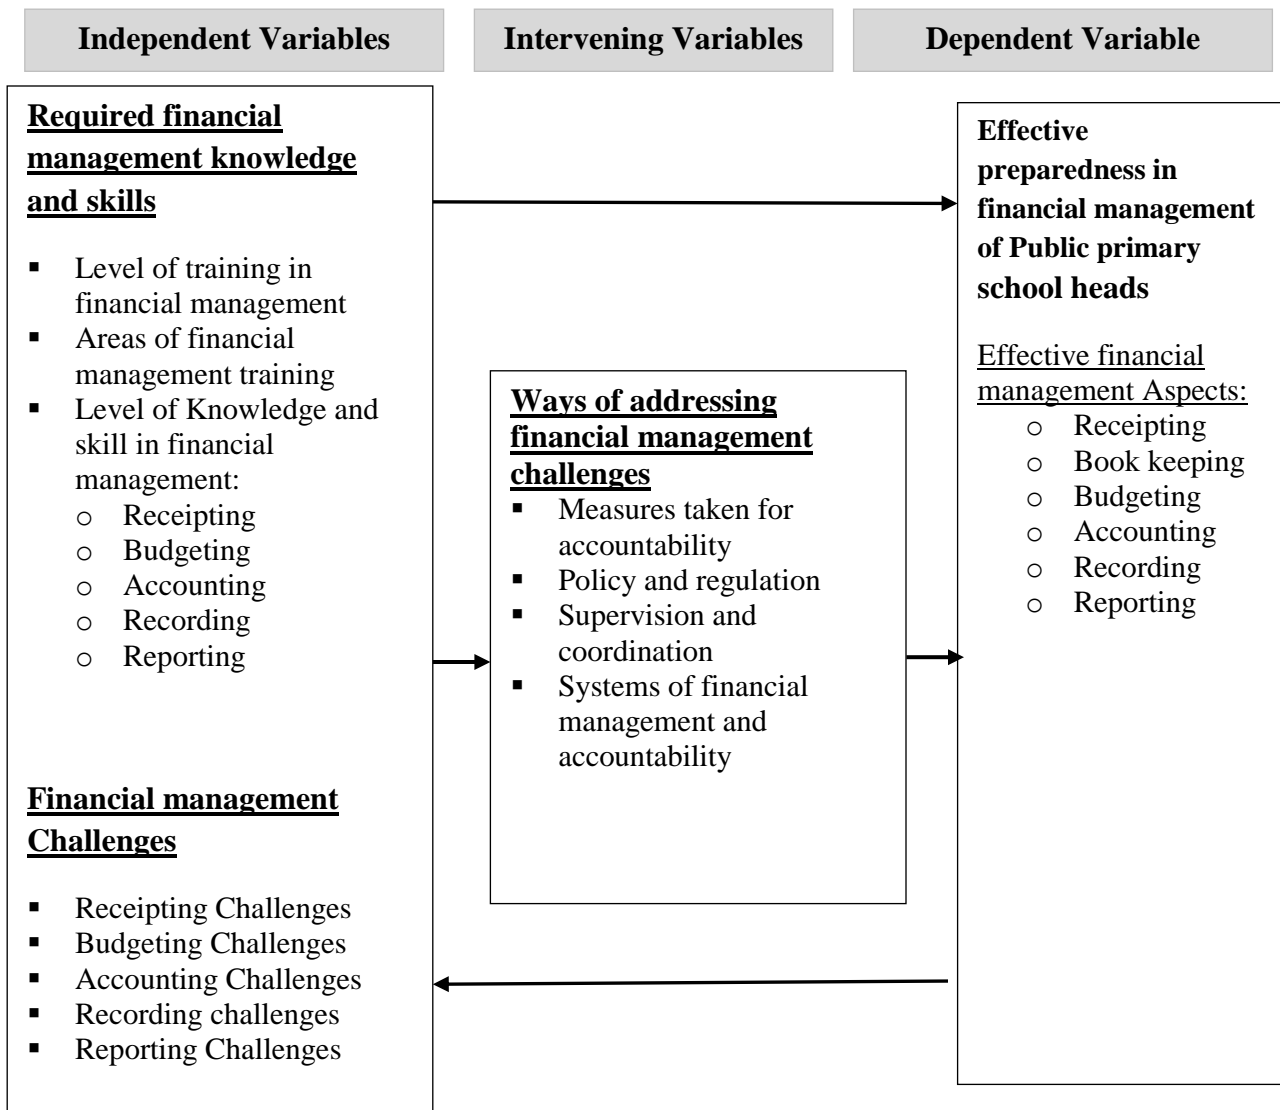 Independent Variables
Intervening Variables
Dependent Variable
Required financial
management knowledge
and skills
▪ Level of training in
financial management
▪ Areas of financial
management training
▪ Level of Knowledge and
skill in financial
management:
o Receipting
o Budgeting
o Accounting
o Recording
o Reporting
Financial management
Challenges
▪ Receipting Challenges
▪ Budgeting Challenges
▪ Accounting Challenges
▪ Recording challenges
▪ Reporting Challenges
Ways of addressing
financial management
challenges
▪ Measures taken for
accountability
▪ Policy and regulation
▪ Supervision and
coordination
▪ Systems of financial
management and
accountability
Effective
preparedness in
financial management
of Public primary
school heads
Effective financial
management Aspects:
o Receipting
o Book keeping
o Budgeting
o Accounting
o Recording
o Reporting